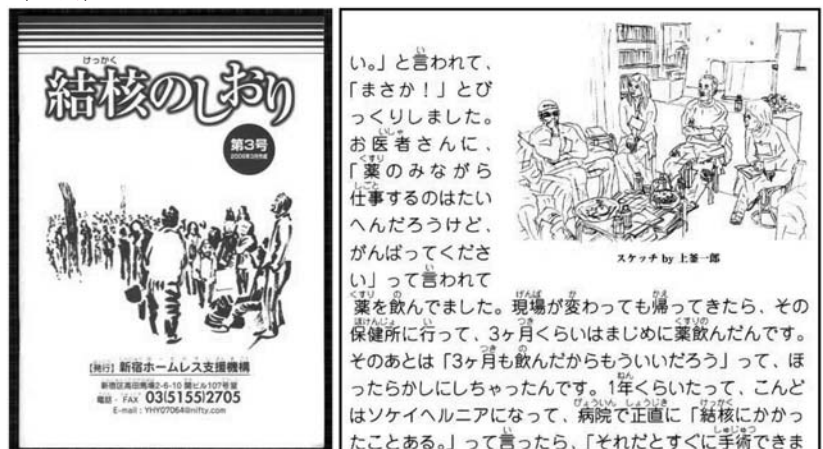 けっかく
結核のしおり
第3号
【発行】新宿ホームレス支援機構
新宿区高田馬場2-6-10 関ビル107号室
電話・FAX 03(5155)2705
E-mail : YHY07064@nifty.com
い。」と言われて、
「まさか！」とび
っくりしました。
お医者さんに、
「薬のみながら
仕事するのはたい
へんだろうけど、
がんばってくださ
い」って言われて
薬を飲んでました。現場が変わっても帰ってきたら、その
保健所に行って、3ヶ月くらいはまじめに薬飲んだんです。
そのあとは「3ヶ月も飲んだからもういいだろう」って、ほ
ったらかしにしちゃったんです。1年くらいたって、こんど
はソケイヘルニアになって、病院で正直に「結核にかかっ
たことある。」って言ったら、「それだとすぐに手術できま
スケッチ by 上釜一郎